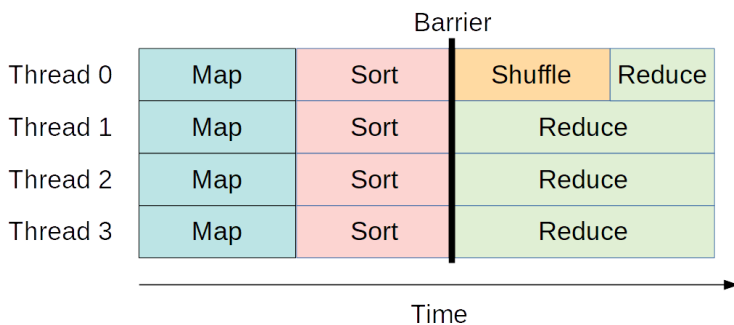 Barrier
Thread 0 Map Sort Shuffle Reduce
Thread 1 Map Sort Reduce
Thread 2 Map Sort Reduce
Thread 3 Map Sort Reduce
Time